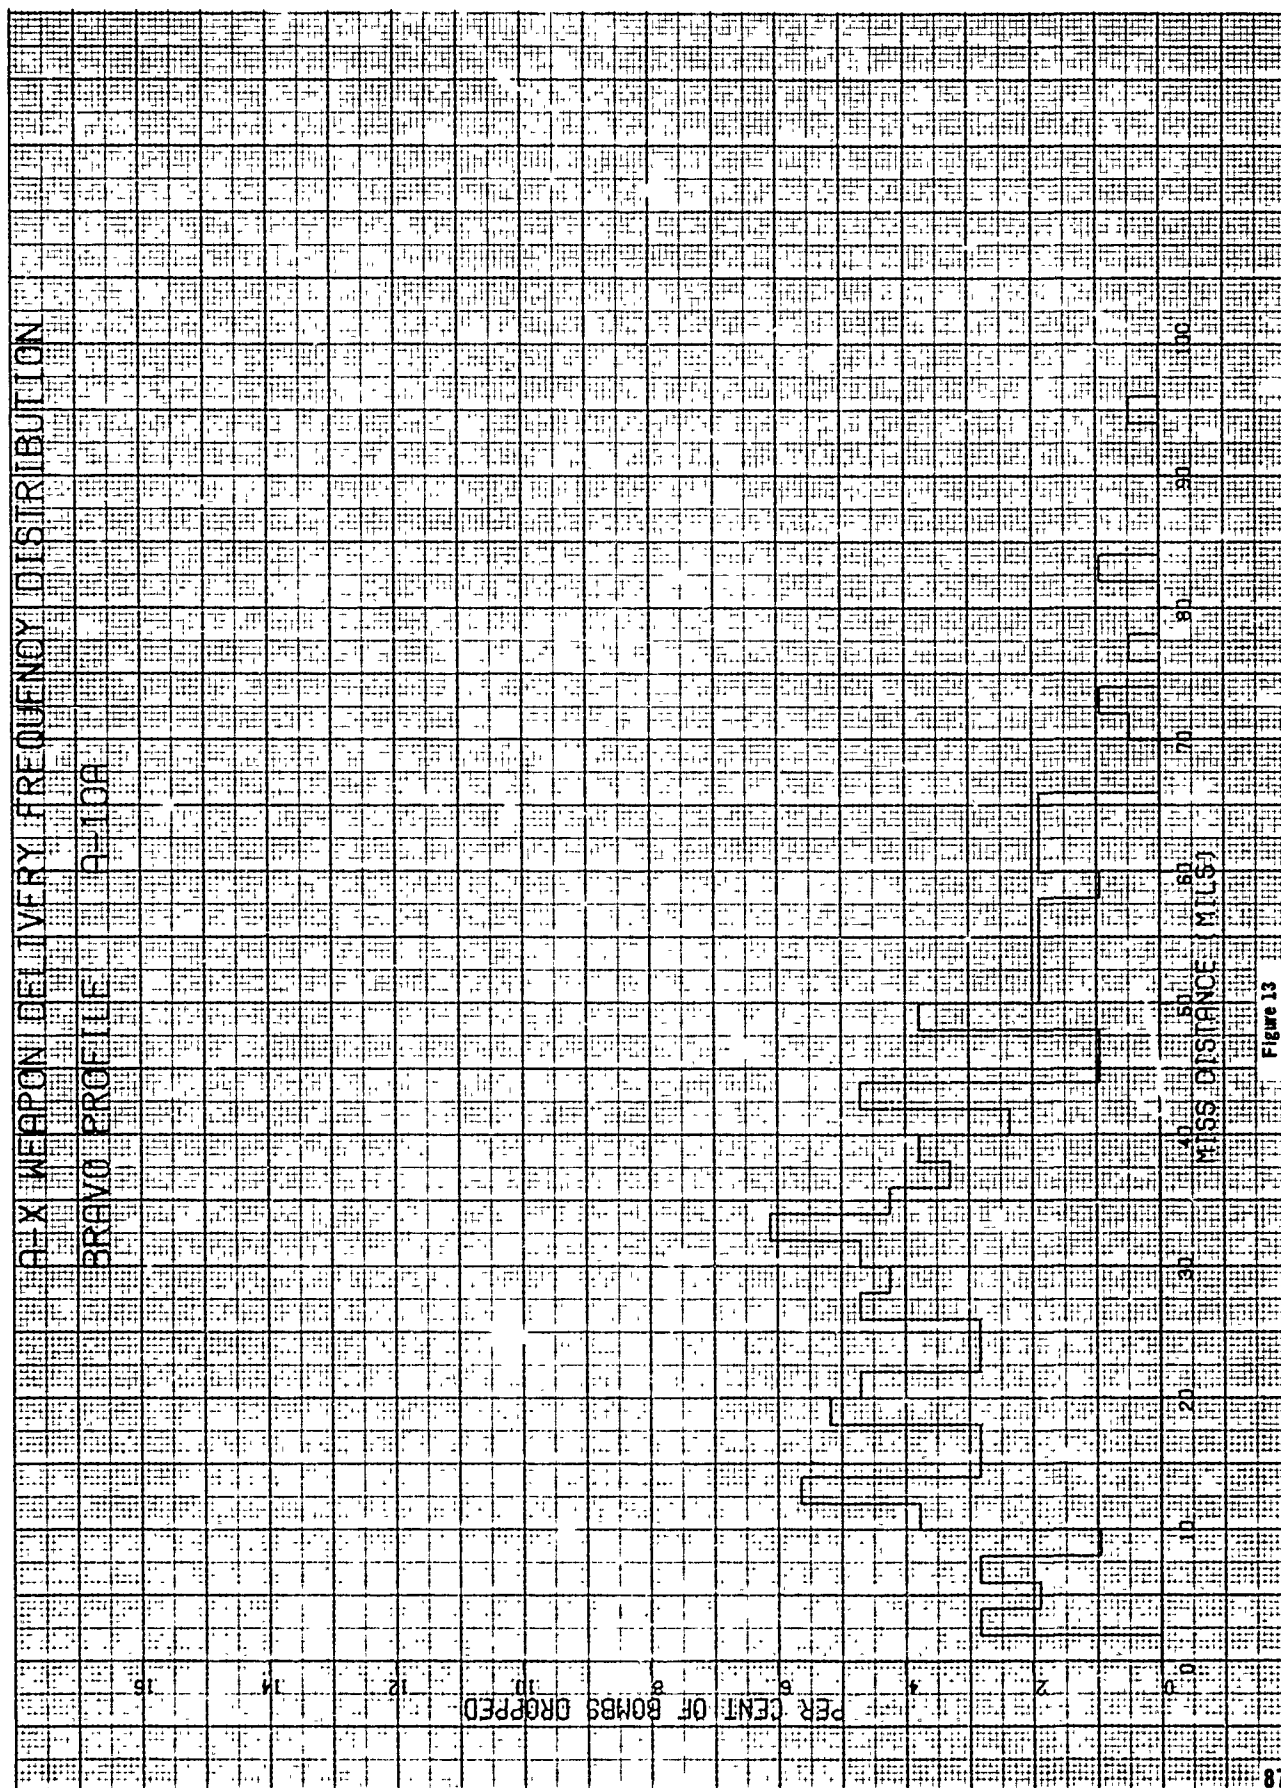 A-X WEAPON DELIVERY FREQUENCY DISTRIBUTION
BRAVO PROFILE A-10A
PER CENT OF BOMBS DROPPED
16
14
12
10
8
6
4
2
0
0 10 20 30 40 50 60 70 80 90 100
MISS DISTANCE (MILS)
Figure 13